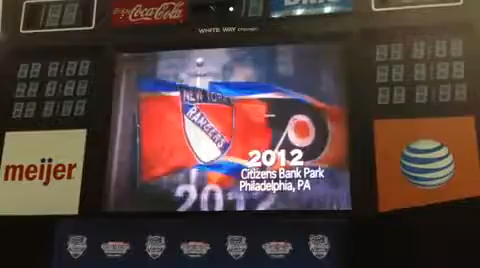 Coca-Cola
WHITE WAY
NEW YORK
RANGERS
2012
Citizens Bank Park
Philadelphia, PA
2012
meijer